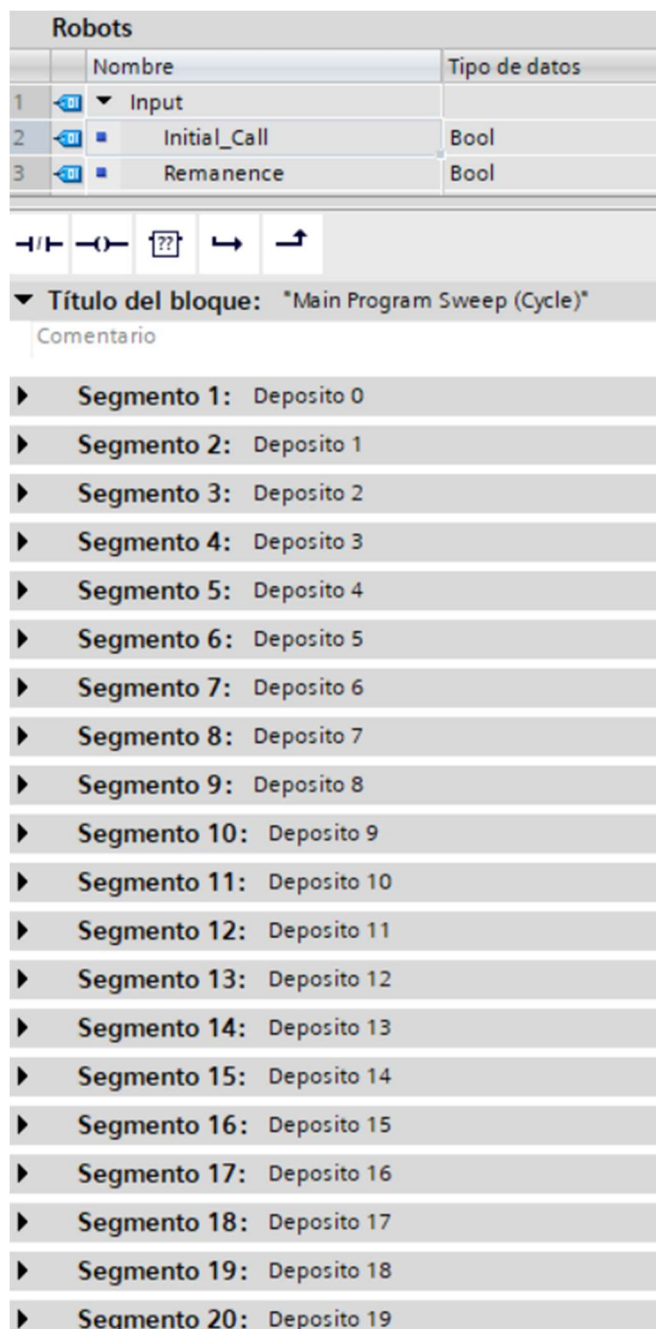 Robots
Nombre Tipo de datos
1 Input
2 Initial_Call Bool
3 Remanence Bool
??
Título del bloque: "Main Program Sweep (Cycle)"
Comentario
Segmento 1: Deposito 0
Segmento 2: Deposito 1
Segmento 3: Deposito 2
Segmento 4: Deposito 3
Segmento 5: Deposito 4
Segmento 6: Deposito 5
Segmento 7: Deposito 6
Segmento 8: Deposito 7
Segmento 9: Deposito 8
Segmento 10: Deposito 9
Segmento 11: Deposito 10
Segmento 12: Deposito 11
Segmento 13: Deposito 12
Segmento 14: Deposito 13
Segmento 15: Deposito 14
Segmento 16: Deposito 15
Segmento 17: Deposito 16
Segmento 18: Deposito 17
Segmento 19: Deposito 18
Segmento 20: Deposito 19